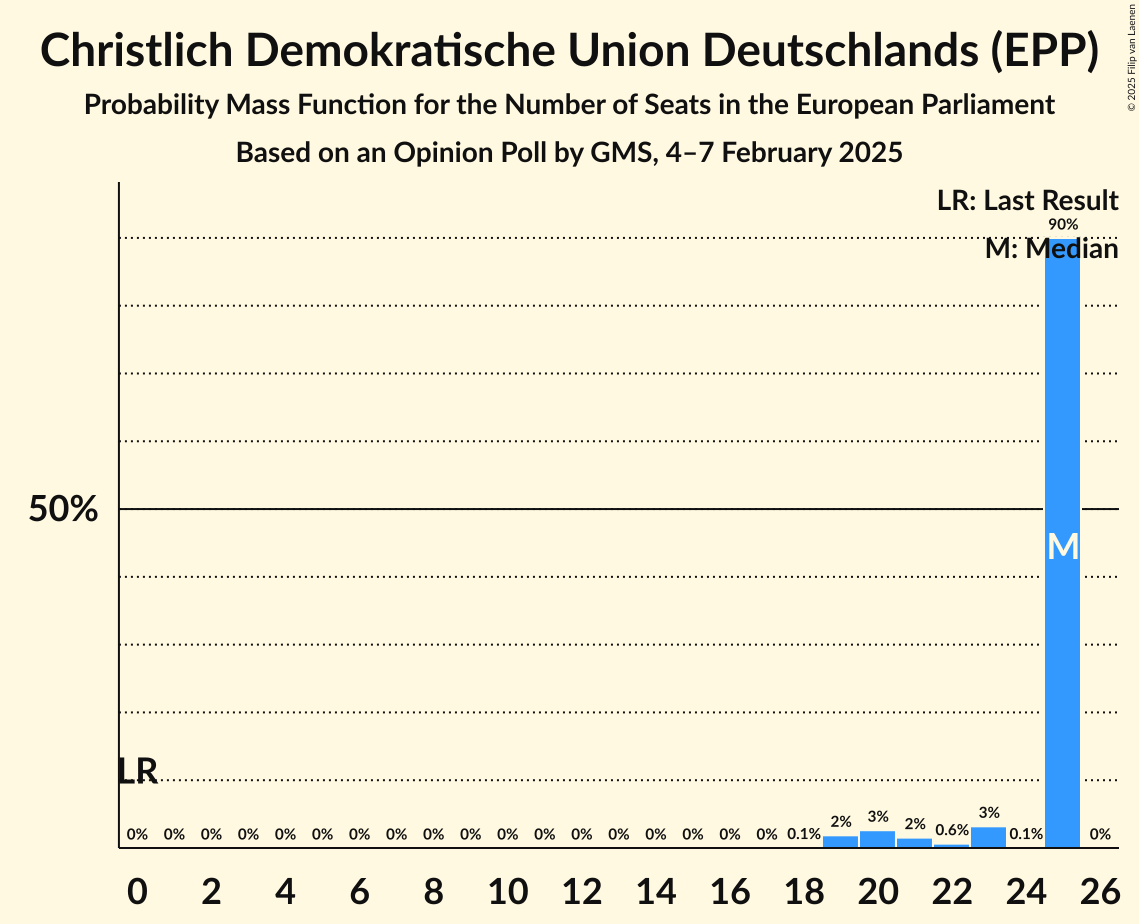 Christlich Demokratische Union Deutschlands (EPP)
Probability Mass Function for the Number of Seats in the European Parliament
Based on an Opinion Poll by GMS, 4–7 February 2025
© 2025 Filip van Laenen
LR: Last Result
90%
M: Median
50%
M
LR
0% 0% 0% 0% 0% 0% 0% 0% 0% 0% 0% 0% 0% 0% 0% 0% 0% 0% 0.1% 2% 3% 2% 0.6% 3% 0.1% 0%
0 2 4 6 8 10 12 14 16 18 20 22 24 26